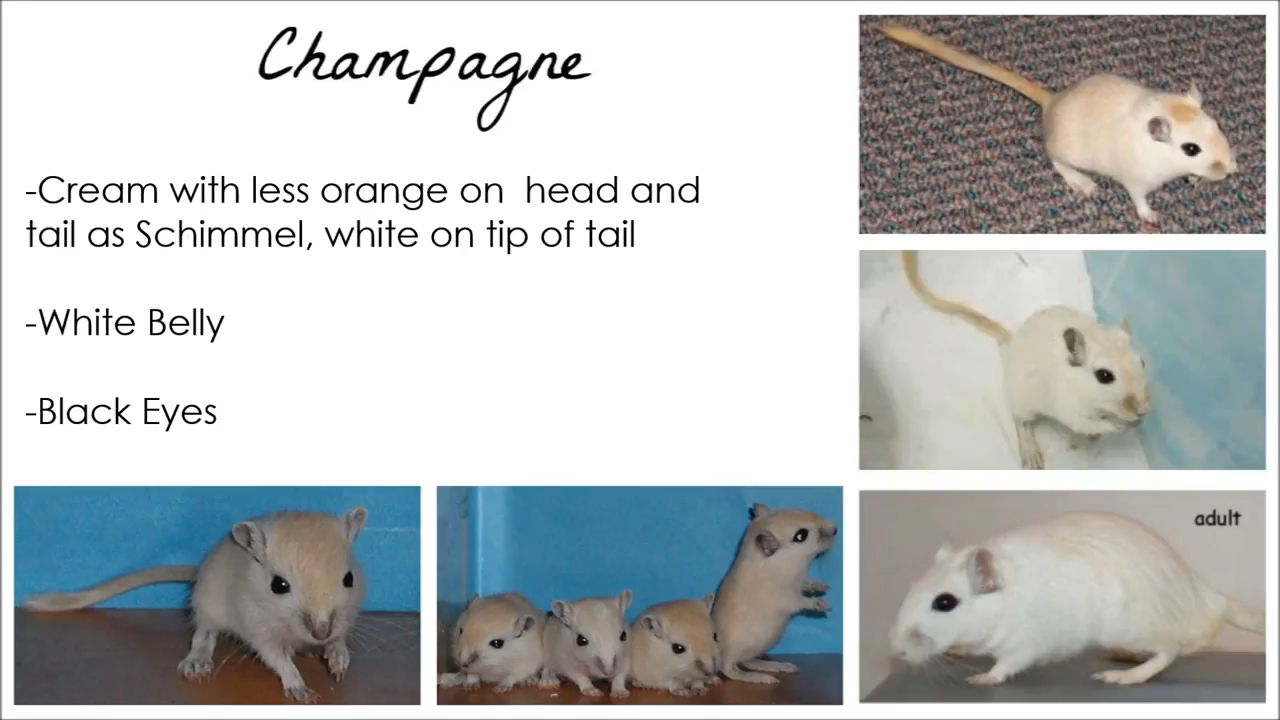 Champagne
-Cream with less orange on  head and
tail as Schimmel, white on tip of tail
-White Belly
-Black Eyes
adult